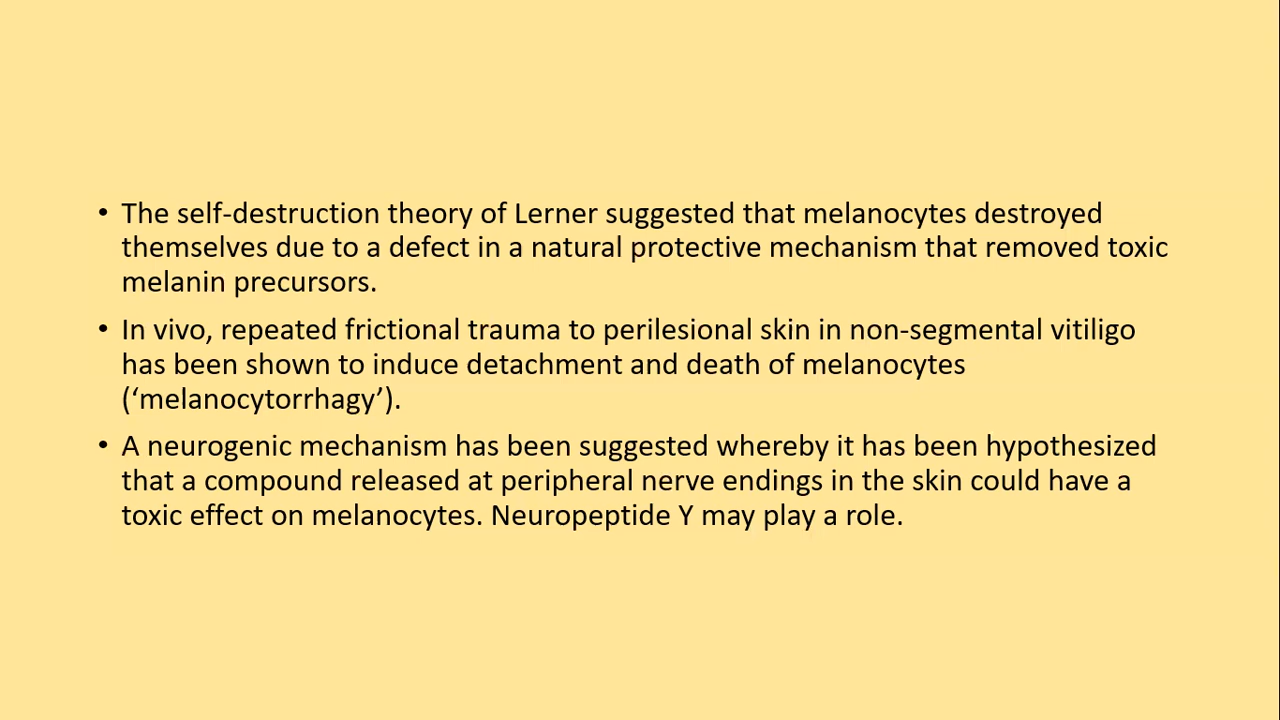 • The self-destruction theory of Lerner suggested that melanocytes destroyed
themselves due to a defect in a natural protective mechanism that removed toxic
melanin precursors.
• In vivo, repeated frictional trauma to perilesional skin in non-segmental vitiligo
has been shown to induce detachment and death of melanocytes
(‘melanocytorrhagy’).
• A neurogenic mechanism has been suggested whereby it has been hypothesized
that a compound released at peripheral nerve endings in the skin could have a
toxic effect on melanocytes. Neuropeptide Y may play a role.